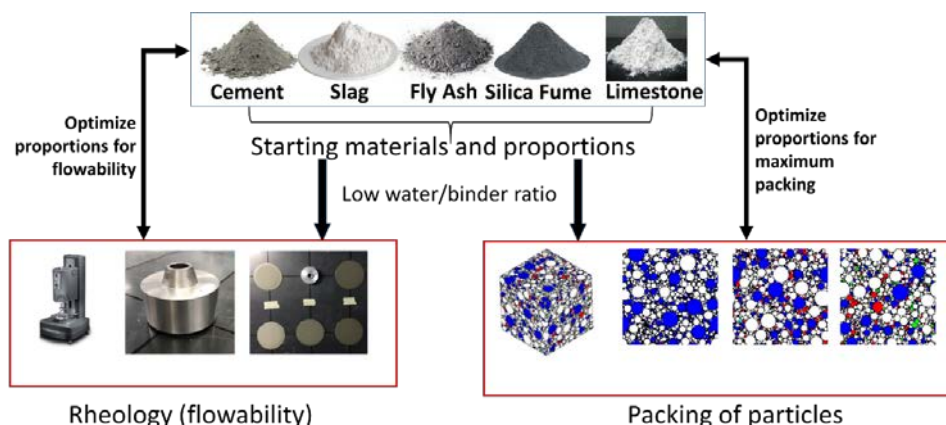 Cement
Slag
Fly Ash
Silica Fume
Limestone
Optimize
proportions for
flowability
Starting materials and proportions
Optimize
proportions for
maximum
packing
Low water/binder ratio
Rheology (flowability)
Packing of particles